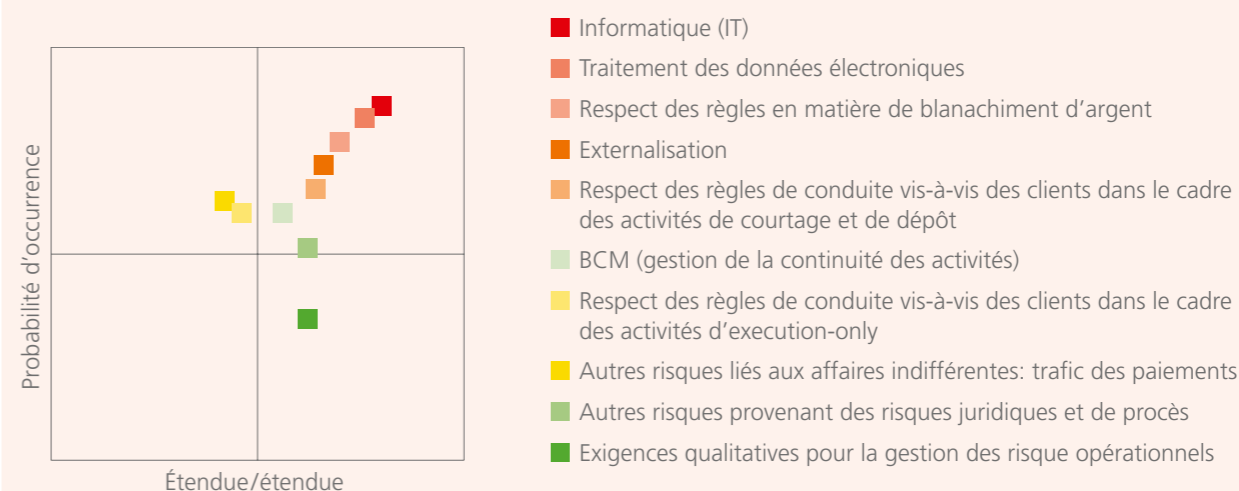 Informatique (IT)
Traitement des données électroniques
Respect des règles en matière de blanachiment d’argent
Externalisation
Respect des règles de conduite vis-à-vis des clients dans le cadre
des activités de courtage et de dépôt
BCM (gestion de la continuité des activités)
Respect des règles de conduite vis-à-vis des clients dans le cadre
des activités d’execution-only
Autres risques liés aux affaires indifférentes: trafic des paiements
Autres risques provenant des risques juridiques et de procès
Exigences qualitatives pour la gestion des risque opérationnels
Probabilité d’occurrence
Étendue/étendue